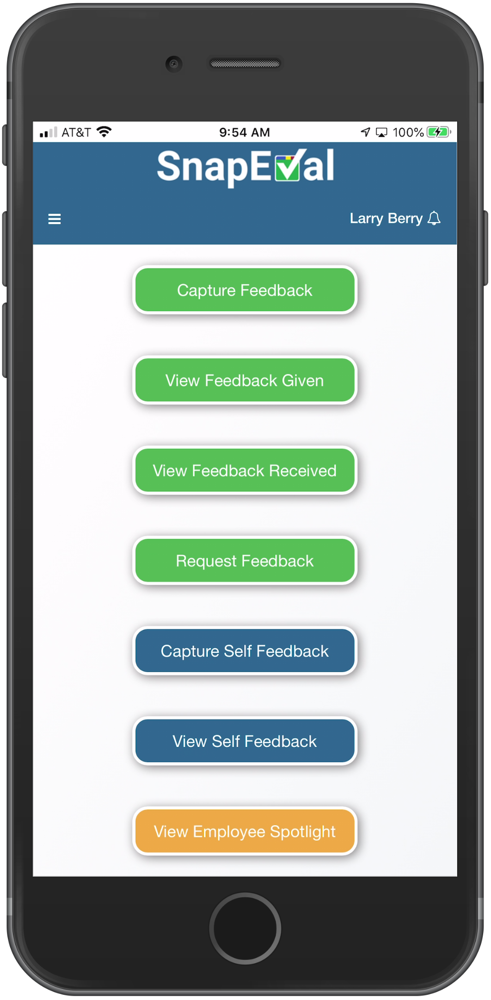 AT&T 9:54 AM 100%
SnapEval
Larry Berry
Capture Feedback
View Feedback Given
View Feedback Received
Request Feedback
Capture Self Feedback
View Self Feedback
View Employee Spotlight